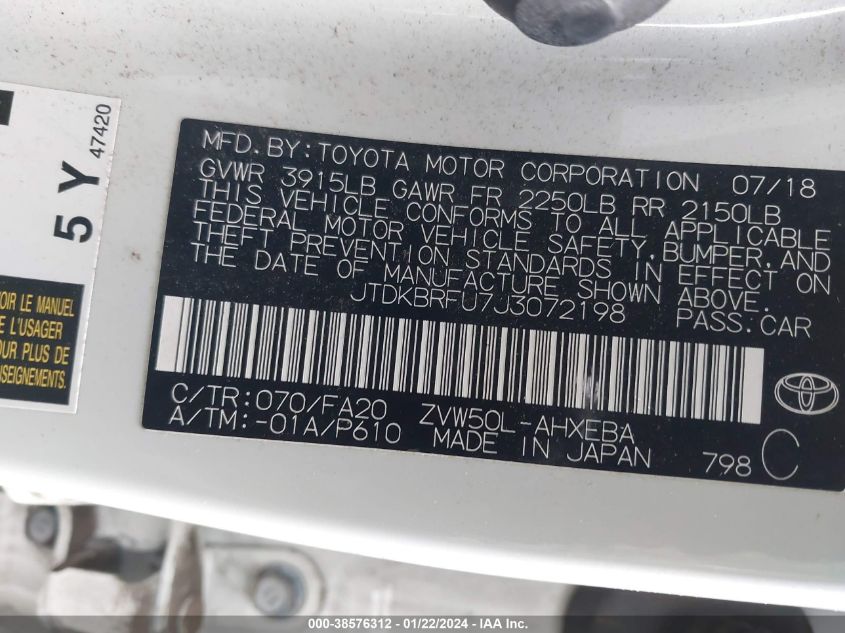 5 Y 47420
OIR LE MANUEL
E L'USAGER
OUR PLUS DE
NSEIGNEMENTS.
MFD. BY: TOYOTA MOTOR CORPORATION 07/18
GVWR 3915LB GAWR FR 2250LB RR 2150LB
THIS VEHICLE CONFORMS TO ALL APPLICABLE
FEDERAL MOTOR VEHICLE SAFETY, BUMPER, AND
THEFT PREVENTION STANDARDS IN EFFECT ON
THE DATE OF MANUFACTURE SHOWN ABOVE.
JTDKBRFU7J3072198 PASS. CAR
C/TR: 070/FA20 ZVW50L-AHXEBA
A/TM: -01A/P610 MADE IN JAPAN 798 C
000-38576312 - 01/22/2024 - IAA Inc.